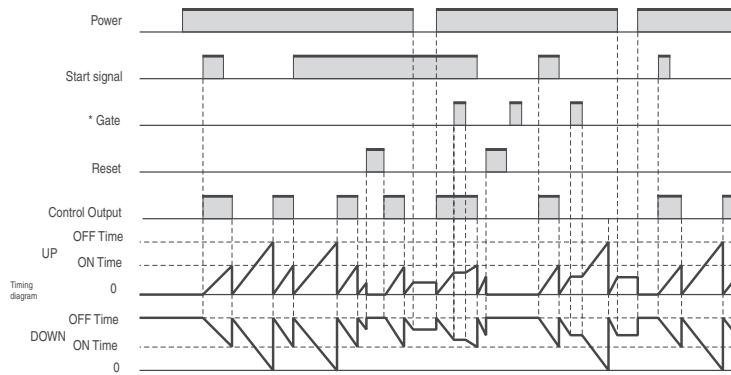 Power
Start signal
* Gate
Reset
Control Output
OFF Time
UP
ON Time
Timing
diagram
0
OFF Time
DOWN
ON Time
0